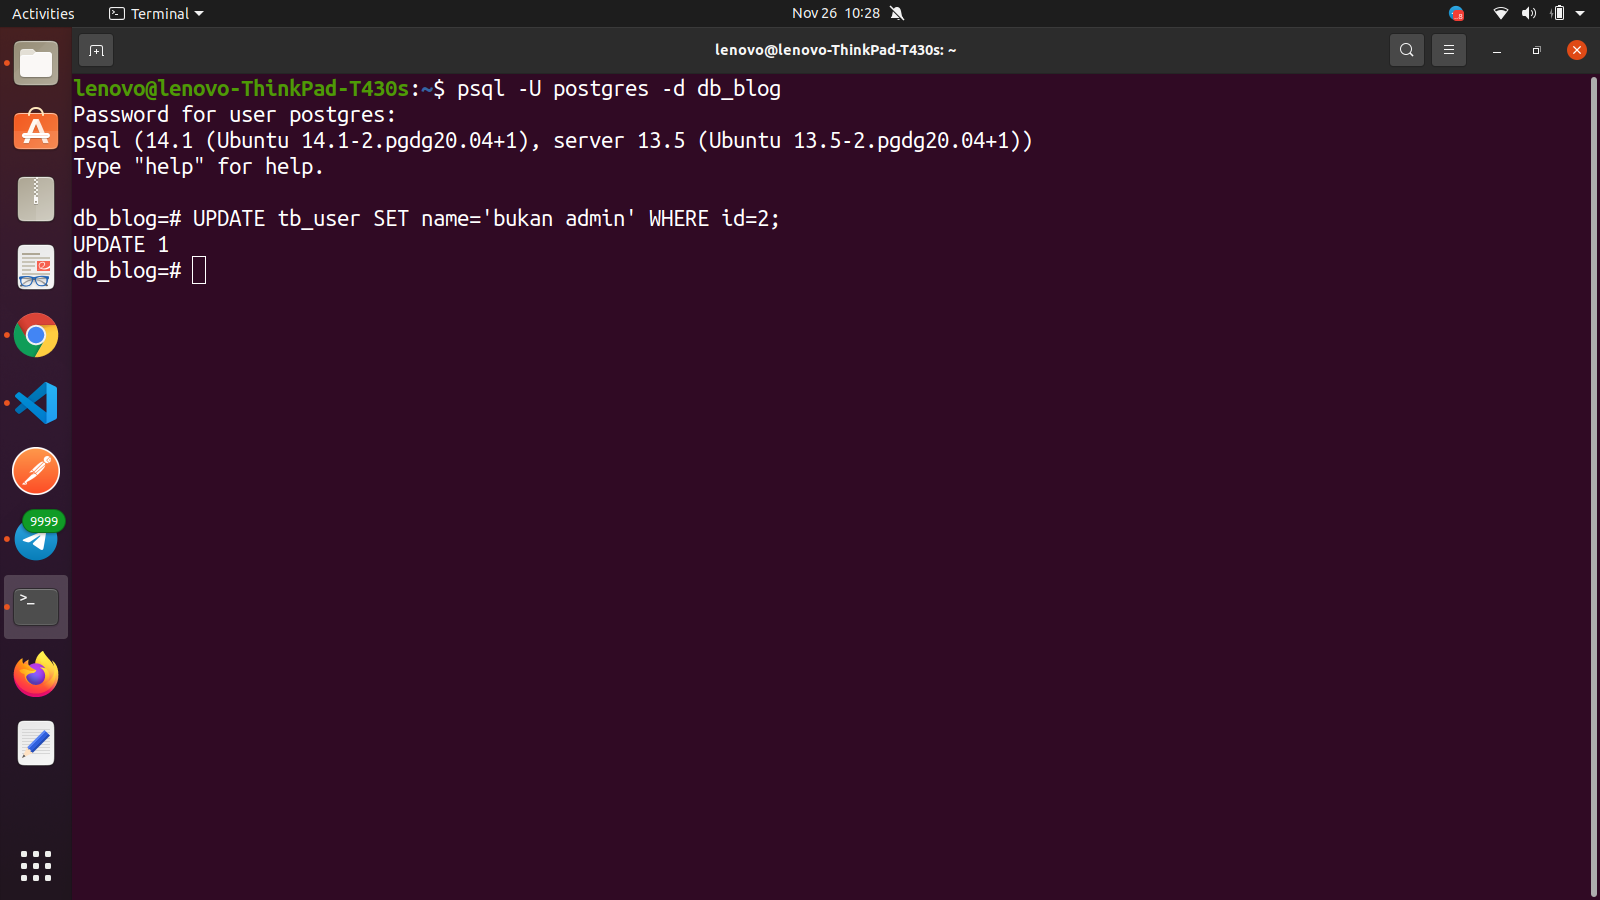 Activities
Terminal
Nov 26 10:28
lenovo@lenovo-ThinkPad-T430s: ~
lenovo@lenovo-ThinkPad-T430s:~$ psql -U postgres -d db_blog
Password for user postgres:
psql (14.1 (Ubuntu 14.1-2.pgdg20.04+1), server 13.5 (Ubuntu 13.5-2.pgdg20.04+1))
Type "help" for help.
db_blog=# UPDATE tb_user SET name='bukan admin' WHERE id=2;
UPDATE 1
db_blog=#
9999
>_